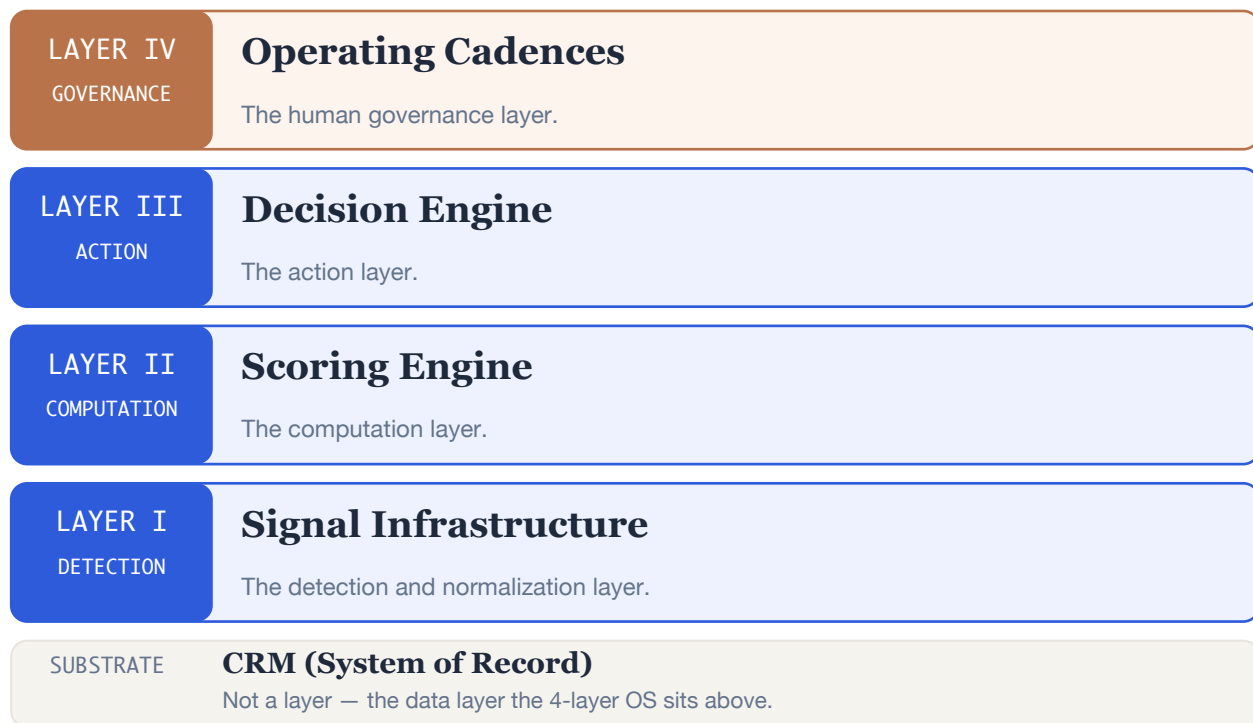 LAYER IV
GOVERNANCE
Operating Cadences
The human governance layer.
LAYER III
ACTION
Decision Engine
The action layer.
LAYER II
COMPUTATION
Scoring Engine
The computation layer.
LAYER I
DETECTION
Signal Infrastructure
The detection and normalization layer.
SUBSTRATE
CRM (System of Record)
Not a layer — the data layer the 4-layer OS sits above.